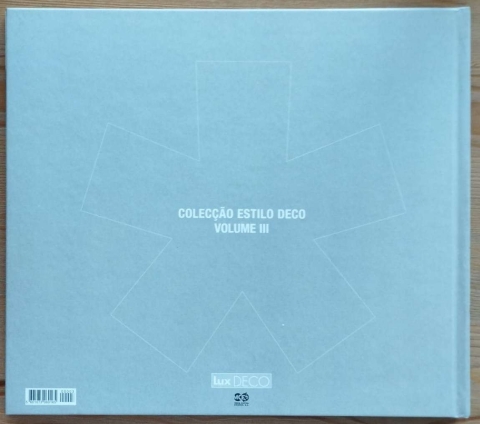 COLECÇÃO ESTILO DECO
VOLUME III
lux DECO